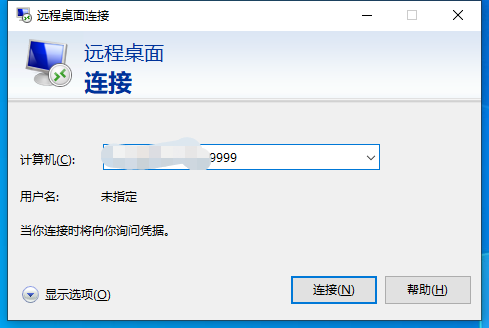 远程桌面连接
远程桌面
连接
计算机(C):
9999
用户名:
未指定
当你连接时将向你询问凭据。
显示选项(O)
连接(N)
帮助(H)